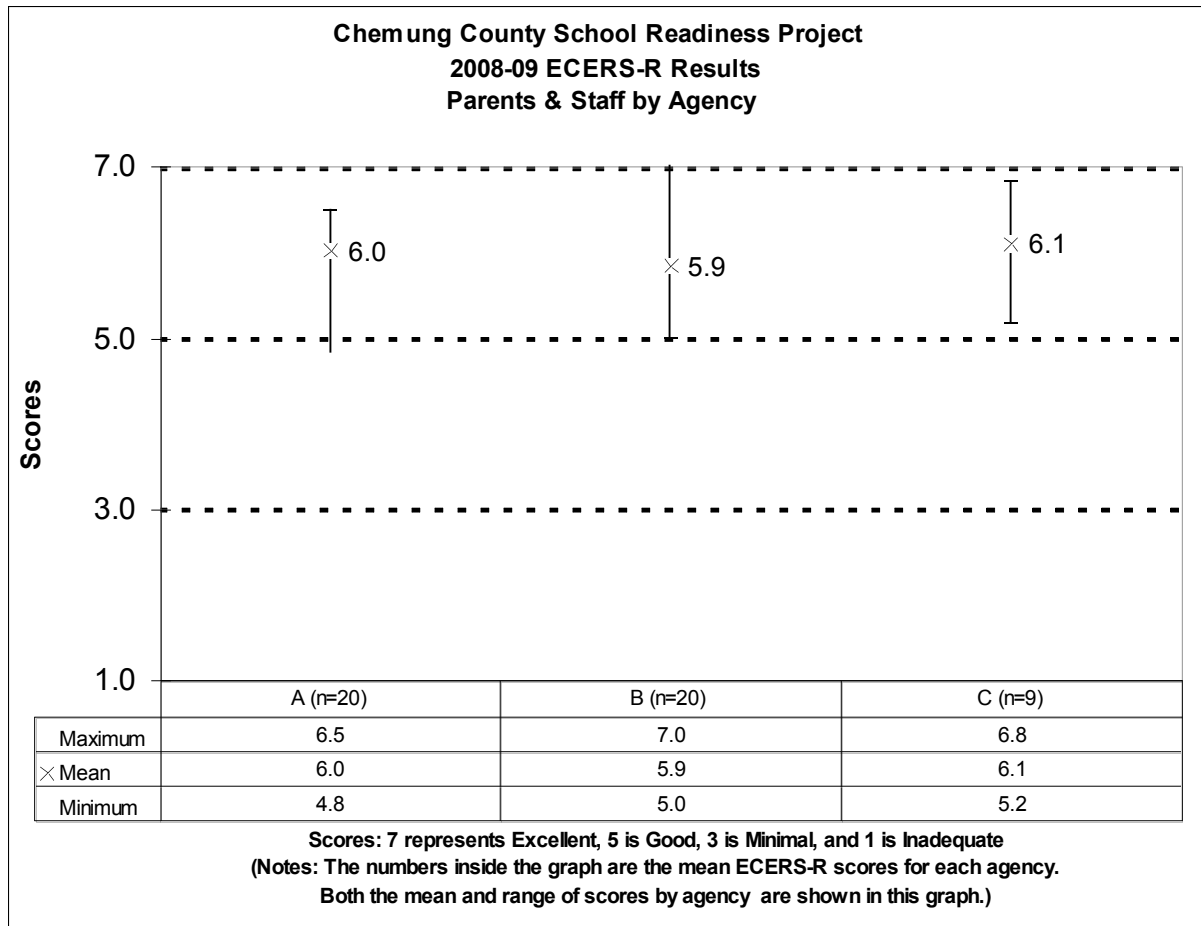 Chemung County School Readiness Project
2008-09 ECERS-R Results
Parents & Staff by Agency
7.0
5.0
3.0
1.0
Scores
6.0
5.9
6.1
A (n=20) B (n=20) C (n=9)
Maximum 6.5 7.0 6.8
Mean 6.0 5.9 6.1
Minimum 4.8 5.0 5.2
Scores: 7 represents Excellent, 5 is Good, 3 is Minimal, and 1 is Inadequate
(Notes: The numbers inside the graph are the mean ECERS-R scores for each agency.
Both the mean and range of scores by agency are shown in this graph.)